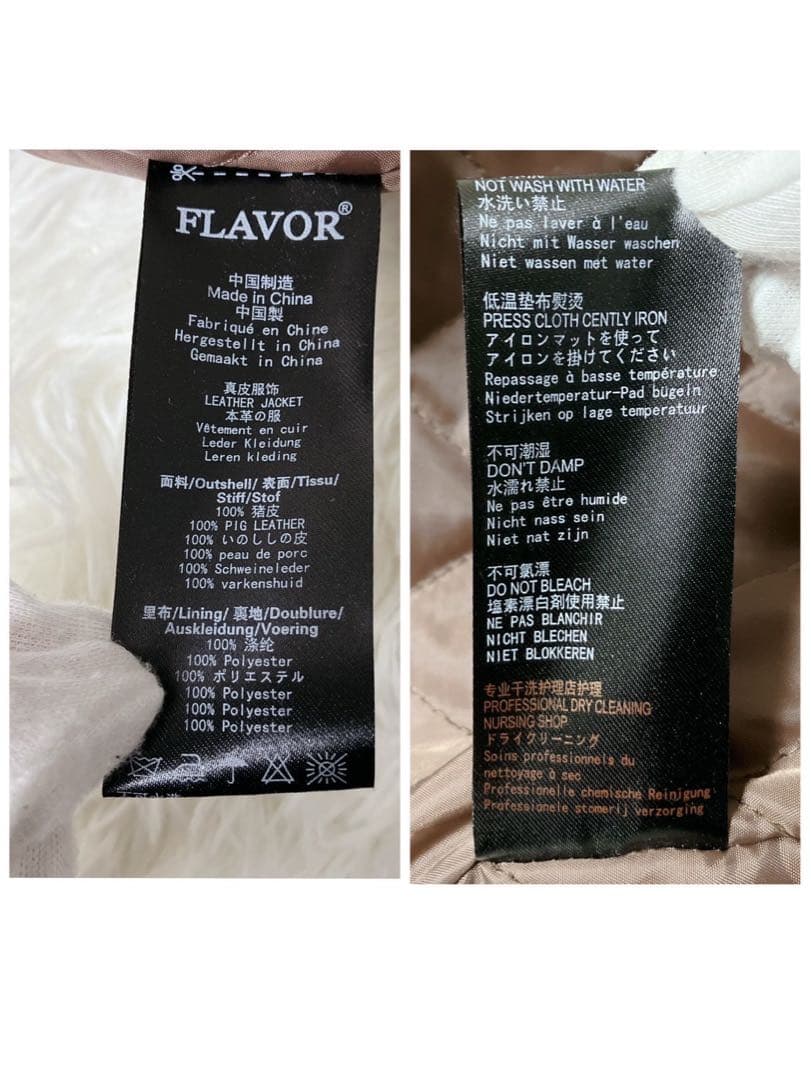 FLAVOR®
中国制造
Made in China
中国製
Fabriqué en Chine
Hergestellt in China
Gemaakt in China
真皮服饰
LEATHER JACKET
本革の服
Vêtement en cuir
Leder Kleidung
Leren kleding
面料/Outshell/表面/Tissu/
Stiff/Stof
100% 猪皮
100% PIG LEATHER
100% いのししの皮
100% peau de porc
100% Schweineleder
100% varkenshuid
里布/Lining/裏地/Doublure/
Auskleidung/Voering
100% 涤纶
100% Polyester
100% ポリエステル
100% Polyester
100% Polyester
100% Polyester
NOT WASH WITH WATER
水洗い禁止
Ne pas laver à l'eau
Nicht mit Wasser waschen
Niet wassen met water
低温垫布熨烫
PRESS CLOTH CENTLY IRON
アイロンマットを使って
アイロンを掛けてください
Repassage à basse température
Niedertemperatur-Pad bügeln
Strijken op lage temperatuur
不可潮湿
DON'T DAMP
水濡れ禁止
Ne pas être humide
Nicht nass sein
Niet nat zijn
不可氯漂
DO NOT BLEACH
塩素漂白剤使用禁止
NE PAS BLANCHIR
NICHT BLECHEN
NIET BLOKKEREN
专业干洗护理店护理
PROFESSIONAL DRY CLEANING
NURSING SHOP
ドライクリーニング
Soins professionnels du
nettoyage à sec
Professionelle chemische Reinigung
Professionele stomerij verzorging